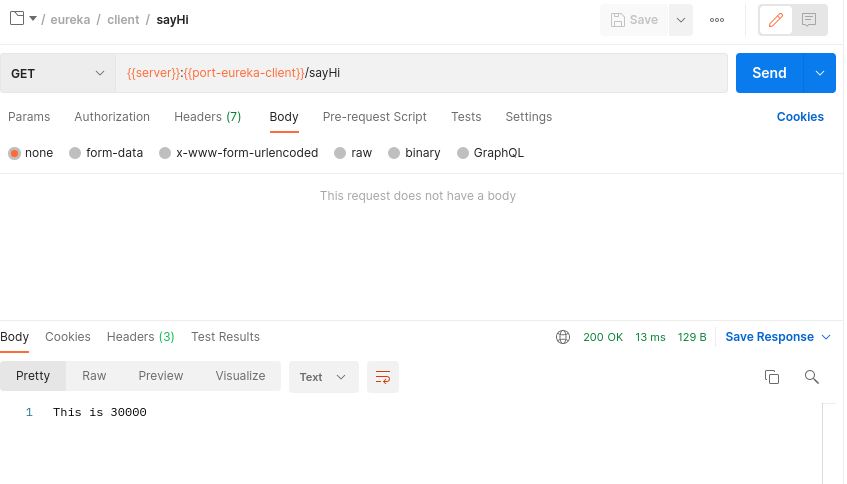 / eureka / client / sayHi
Save
GET
{{server}}:{{port-eureka-client}}/sayHi
Send
Params Authorization Headers (7) Body Pre-request Script Tests Settings Cookies
none form-data x-www-form-urlencoded raw binary GraphQL
This request does not have a body
Body Cookies Headers (3) Test Results 200 OK 13 ms 129 B Save Response
Pretty Raw Preview Visualize Text
1 This is 30000